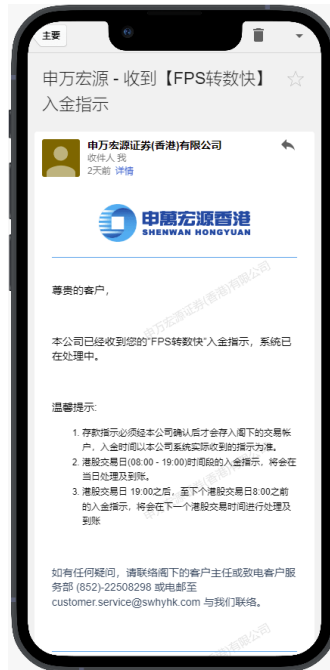 主要
申万宏源 - 收到【FPS转数快】
入金指示
申万宏源证券(香港)有限公司
收件人 我
2天前 详情
申萬宏源香港
SHENWAN HONGYUAN
尊贵的客户，
本公司已经收到您的“FPS转数快”入金指示，系统已
在处理中。
温馨提示:
1. 存款指示必须经本公司确认后才会存入阁下的交易帐
户，入金时间以本公司系统实际收到的指示为准。
2. 港股交易日(08:00 - 19:00)时间段的入金指示，将会在
当日处理及到账。
3. 港股交易日 19:00之后，至下个港股交易日8:00之前
的入金指示，将会在下一个港股交易时间进行处理及
到账
如有任何疑问，请联络阁下的客户主任或致电客户服
务部 (852)-22508298 或电邮至
customer.service@swhyhk.com 与我们联络。
申万宏源证券(香港)有限公司